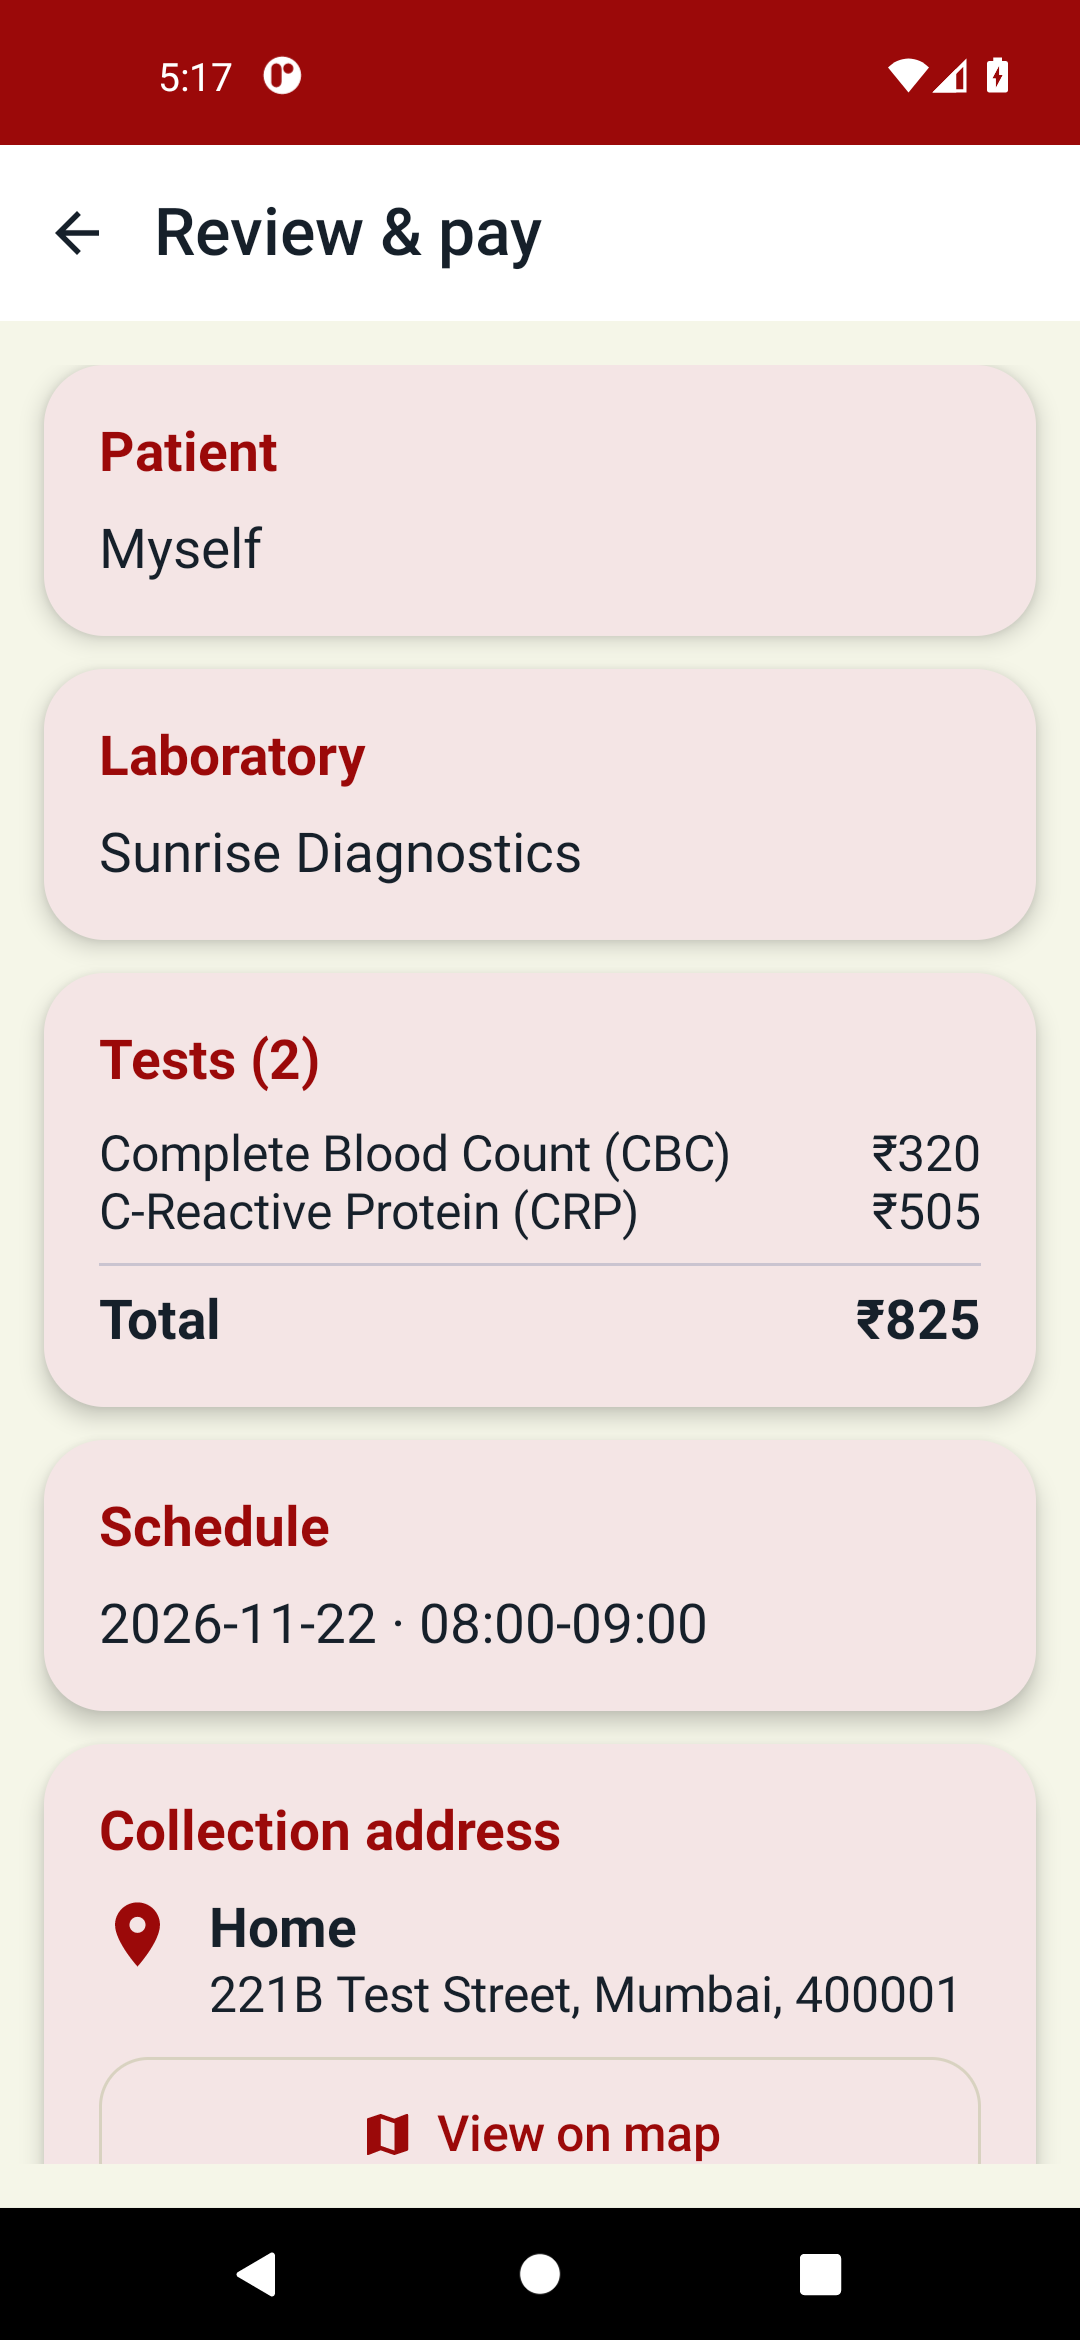 5:17
Review & pay
Patient
Myself
Laboratory
Sunrise Diagnostics
Tests (2)
Complete Blood Count (CBC) ₹320
C-Reactive Protein (CRP) ₹505
Total ₹825
Schedule
2026-11-22 · 08:00-09:00
Collection address
Home
221B Test Street, Mumbai, 400001
View on map